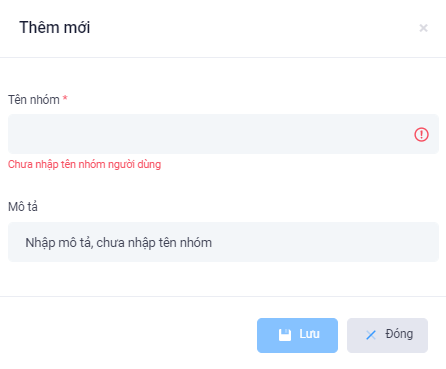 Thêm mới
Tên nhóm *
Chưa nhập tên nhóm người dùng
Mô tả
Nhập mô tả, chưa nhập tên nhóm
Lưu Đóng